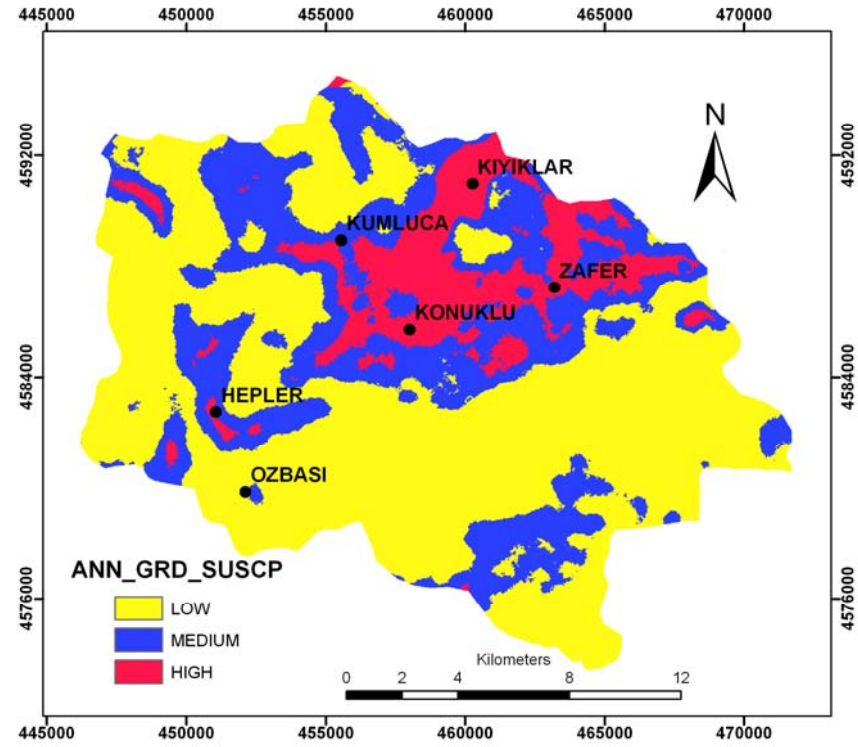 445000 450000 455000 460000 465000 470000
4592000 4592000
N
KIYIKLAR
KUMLUCA
ZAFER
KONUKLU
4584000 4584000
HEPLER
OZBASI
ANN_GRD_SUSCP
LOW
MEDIUM
HIGH
4576000 4576000
Kilometers
0 2 4 8 12
445000 450000 455000 460000 465000 470000